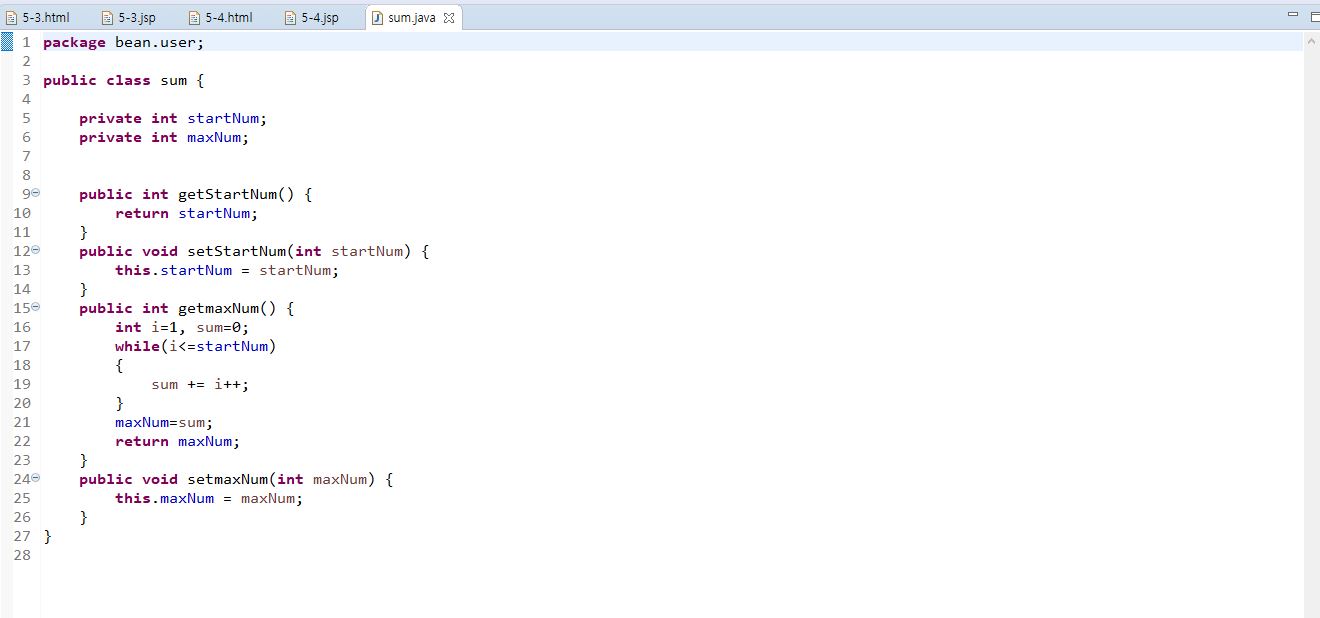 5-3.html 5-3.jsp 5-4.html 5-4.jsp sum.java
1 package bean.user;
2
3 public class sum {
4
5     private int startNum;
6     private int maxNum;
7
8
9     public int getStartNum() {
10         return startNum;
11     }
12     public void setStartNum(int startNum) {
13         this.startNum = startNum;
14     }
15     public int getmaxNum() {
16         int i=1, sum=0;
17         while(i<=startNum)
18         {
19             sum += i++;
20         }
21         maxNum=sum;
22         return maxNum;
23     }
24     public void setmaxNum(int maxNum) {
25         this.maxNum = maxNum;
26     }
27 }
28